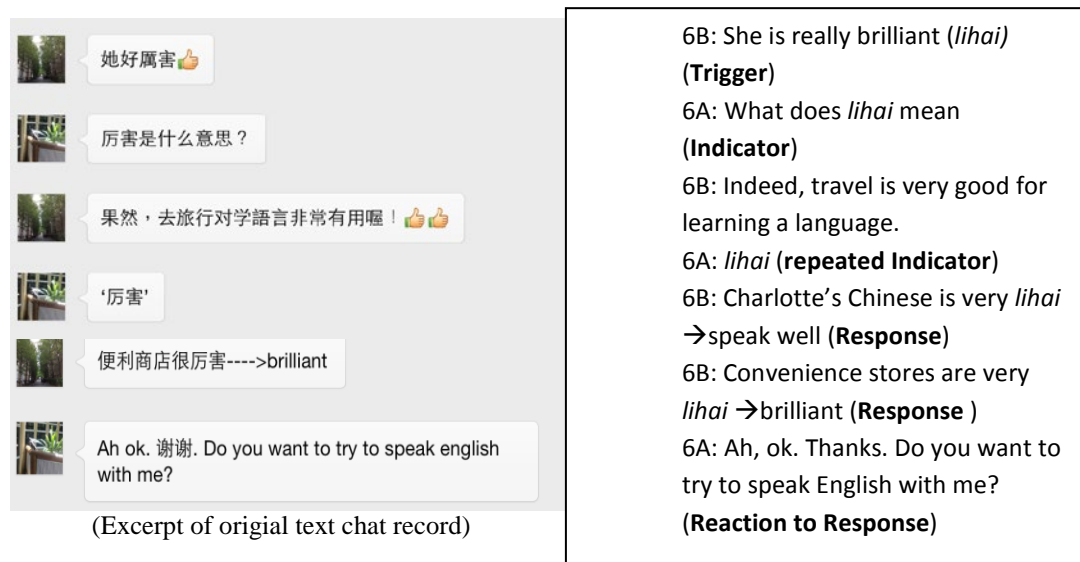 她好厲害👍
厉害是什么意思？
果然，去旅行对学語言非常有用喔！👍👍
‘厉害’
便利商店很厉害---->brilliant
Ah ok. 谢谢. Do you want to try to speak english
with me?
(Excerpt of origial text chat record)
6B: She is really brilliant (lihai)
(Trigger)
6A: What does lihai mean
(Indicator)
6B: Indeed, travel is very good for
learning a language.
6A: lihai (repeated Indicator)
6B: Charlotte’s Chinese is very lihai
→speak well (Response)
6B: Convenience stores are very
lihai →brilliant (Response )
6A: Ah, ok. Thanks. Do you want to
try to speak English with me?
(Reaction to Response)